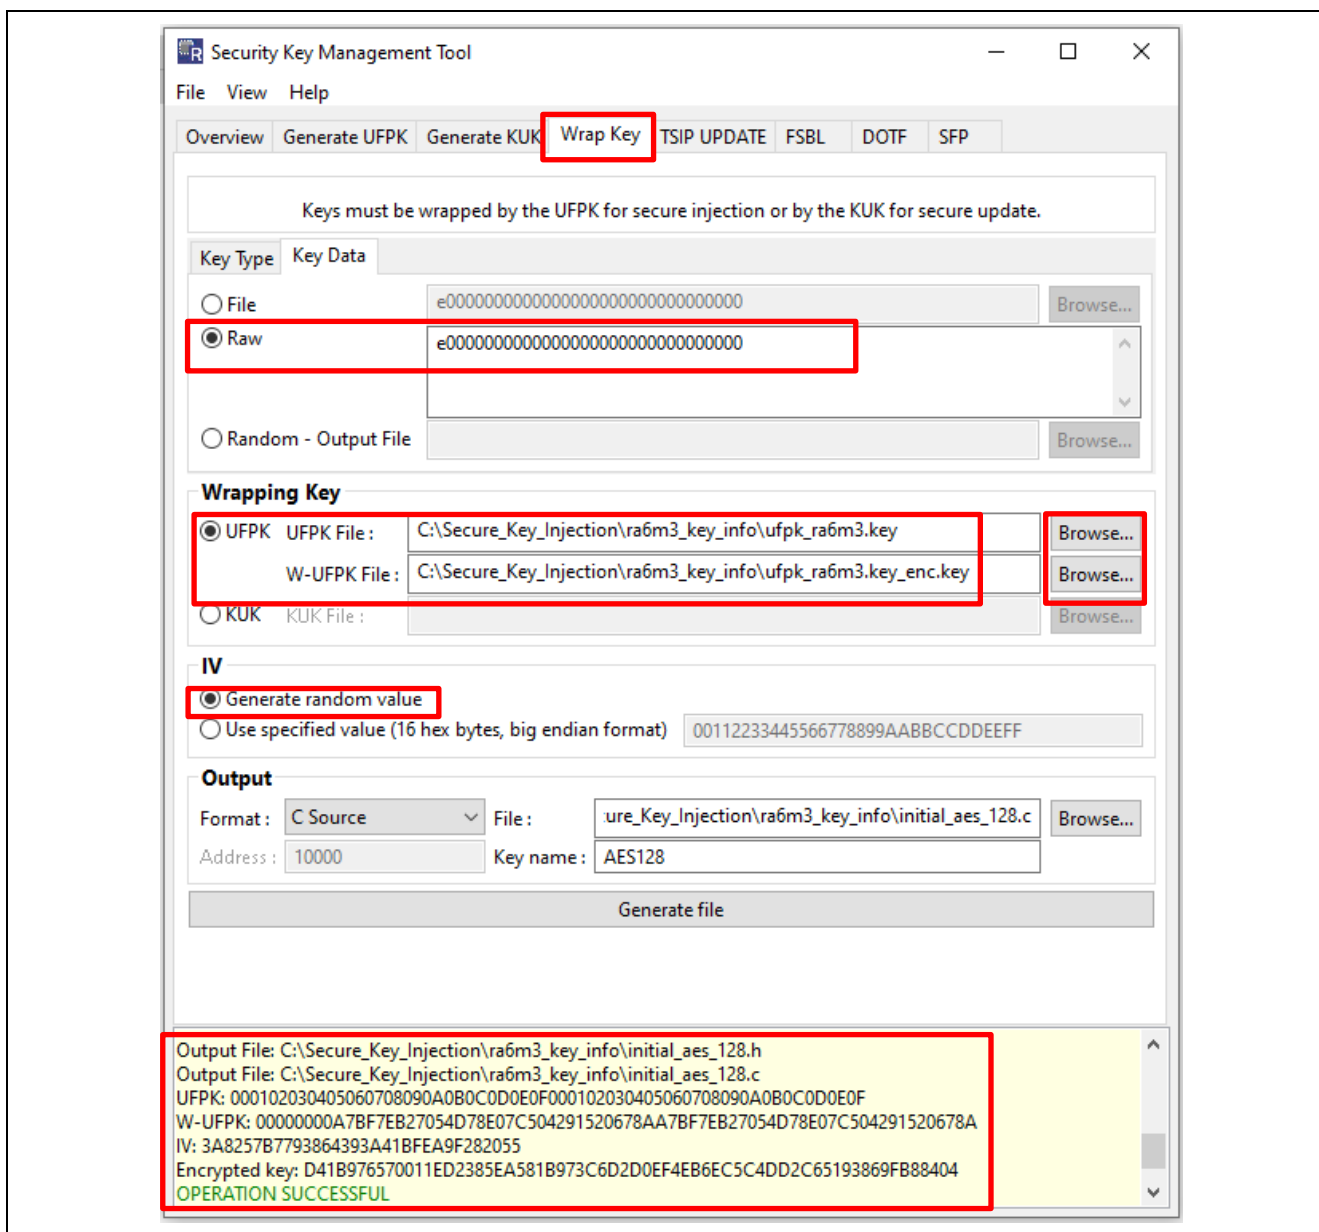 Security Key Management Tool
File View Help
Overview Generate UFPK Generate KUK Wrap Key TSIP UPDATE FSBL DOTF SFP
Keys must be wrapped by the UFPK for secure injection or by the KUK for secure update.
Key Type Key Data
File e0000000000000000000000000000000 Browse...
Raw e0000000000000000000000000000000
Random - Output File Browse...
Wrapping Key
UFPK UFPK File : C:\Secure_Key_Injection\ra6m3_key_info\ufpk_ra6m3.key Browse...
W-UFPK File : C:\Secure_Key_Injection\ra6m3_key_info\ufpk_ra6m3.key_enc.key Browse...
KUK KUK File : Browse...
IV
Generate random value
Use specified value (16 hex bytes, big endian format) 00112233445566778899AABBCCDDEEFF
Output
Format : C Source File : :ure_Key_Injection\ra6m3_key_info\initial_aes_128.c Browse...
Address : 10000 Key name : AES128
Generate file
Output File: C:\Secure_Key_Injection\ra6m3_key_info\initial_aes_128.h
Output File: C:\Secure_Key_Injection\ra6m3_key_info\initial_aes_128.c
UFPK: 000102030405060708090A0B0C0D0E0F000102030405060708090A0B0C0D0E0F
W-UFPK: 00000000A7BF7EB27054D78E07C504291520678AA7BF7EB27054D78E07C504291520678A
IV: 3A8257B7793864393A41BFEA9F282055
Encrypted key: D41B976570011ED2385EA581B973C6D2D0EF4EB6EC5C4DD2C65193869FB88404
OPERATION SUCCESSFUL